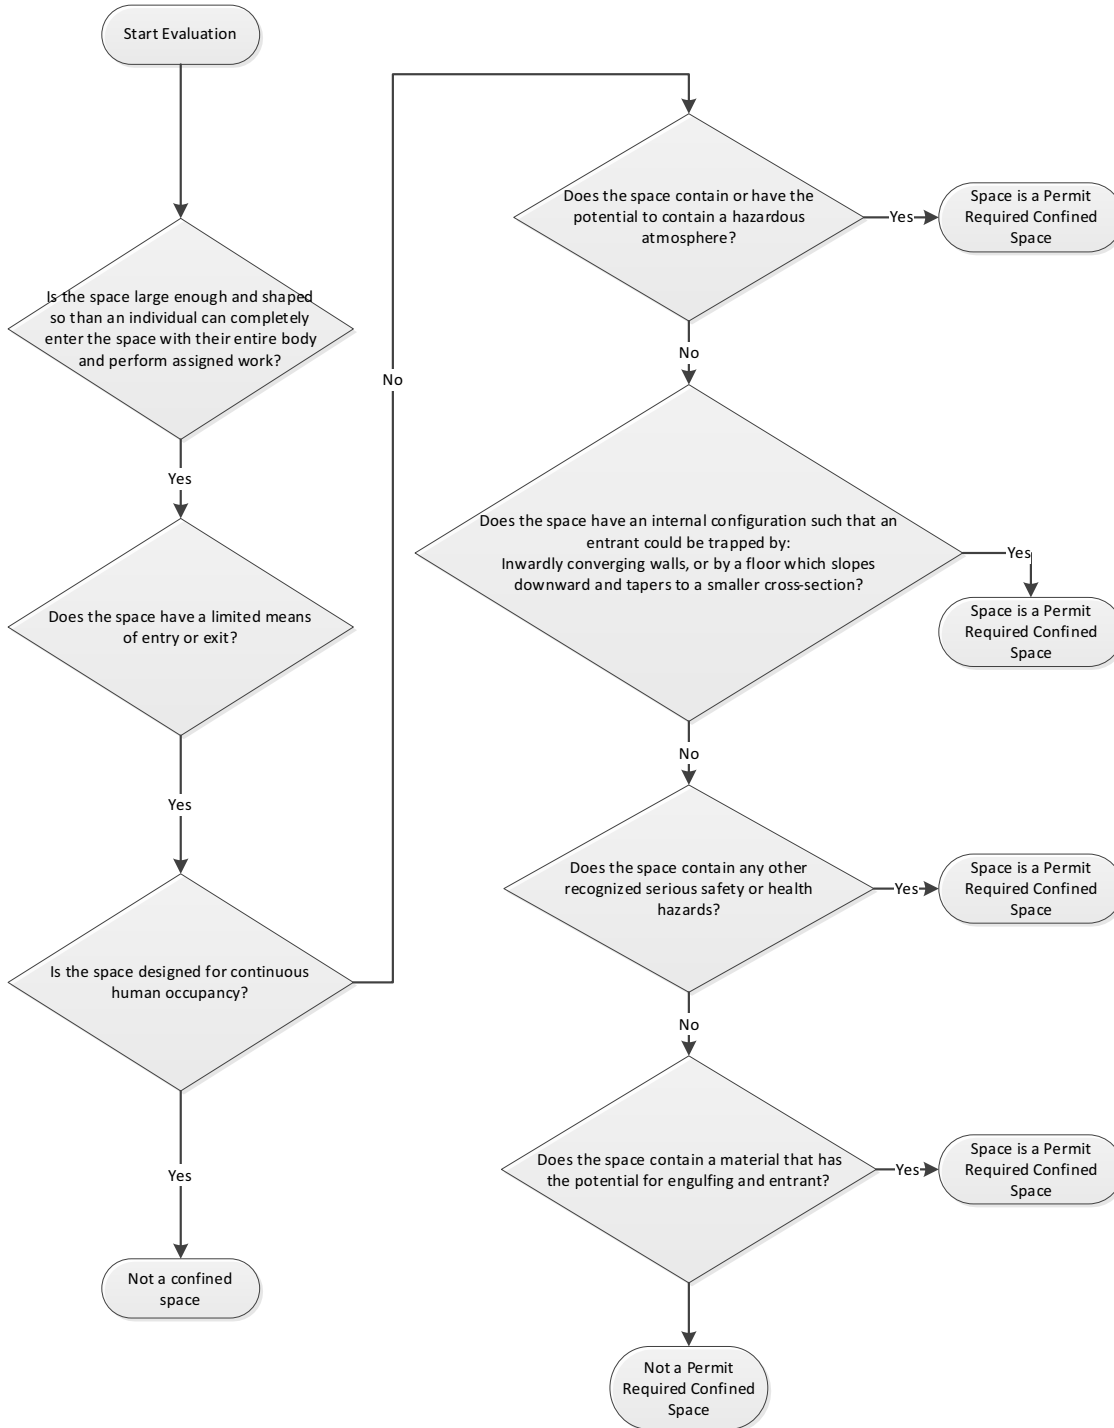 Start Evaluation
Is the space large enough and shaped
so than an individual can completely
enter the space with their entire body
and perform assigned work?
Yes
Does the space have a limited means
of entry or exit?
Yes
Is the space designed for continuous
human occupancy?
Yes
Not a confined
space
No
Does the space contain or have the
potential to contain a hazardous
atmosphere?
Yes
Space is a Permit
Required Confined
Space
No
Does the space have an internal configuration such that an
entrant could be trapped by:
Inwardly converging walls, or by a floor which slopes
downward and tapers to a smaller cross-section?
Yes
Space is a Permit
Required Confined
Space
No
Does the space contain any other
recognized serious safety or health
hazards?
Yes
Space is a Permit
Required Confined
Space
No
Does the space contain a material that has
the potential for engulfing and entrant?
Yes
Space is a Permit
Required Confined
Space
Not a Permit
Required Confined
Space